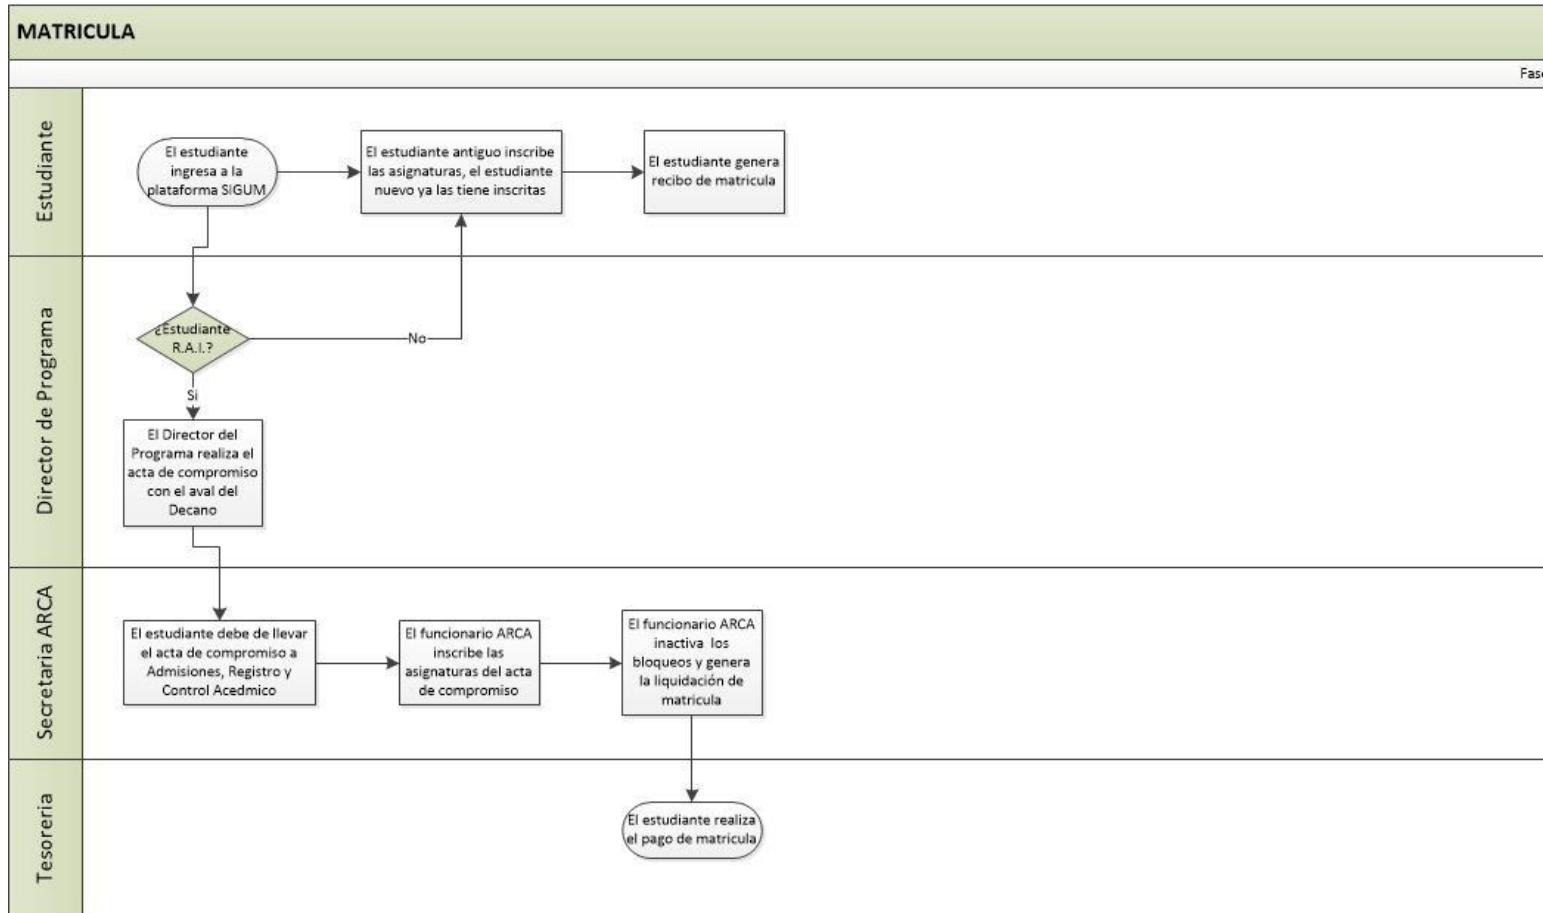 MATRICULA
Fase
Estudiante
El estudiante
ingresa a la
plataforma SIGUM
El estudiante antiguo inscribe
las asignaturas, el estudiante
nuevo ya las tiene inscritas
El estudiante genera
recibo de matricula
Director de Programa
¿Estudiante
R.A.I.?
No
Si
El Director del
Programa realiza el
acta de compromiso
con el aval del
Decano
Secretaria ARCA
El estudiante debe de llevar
el acta de compromiso a
Admisiones, Registro y
Control Acedmico
El funcionario ARCA
inscribe las
asignaturas del acta
de compromiso
El funcionario ARCA
inactiva los
bloqueos y genera
la liquidación de
matricula
Tesoreria
El estudiante realiza
el pago de matricula